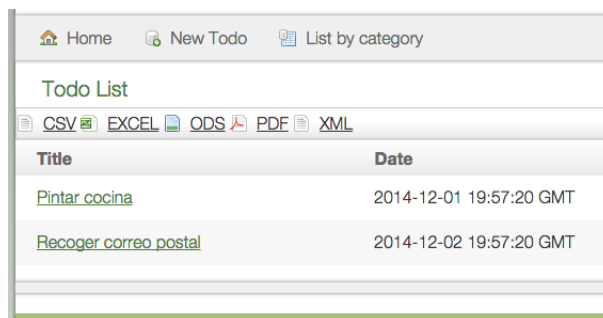 Home New Todo List by category
Todo List
CSV EXCEL ODS PDF XML
Title Date
Pintar cocina 2014-12-01 19:57:20 GMT
Recoger correo postal 2014-12-02 19:57:20 GMT